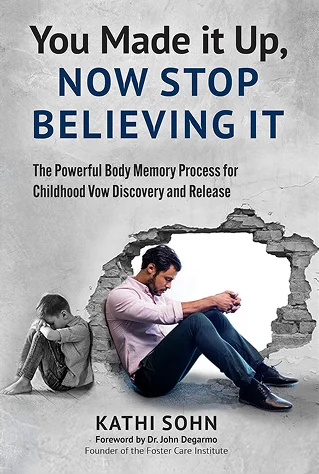 You Made it Up,
NOW STOP
BELIEVING IT
The Powerful Body Memory Process for
Childhood Vow Discovery and Release
KATHI SOHN
Foreword by Dr. John Degarmo
Founder of the Foster Care Institute